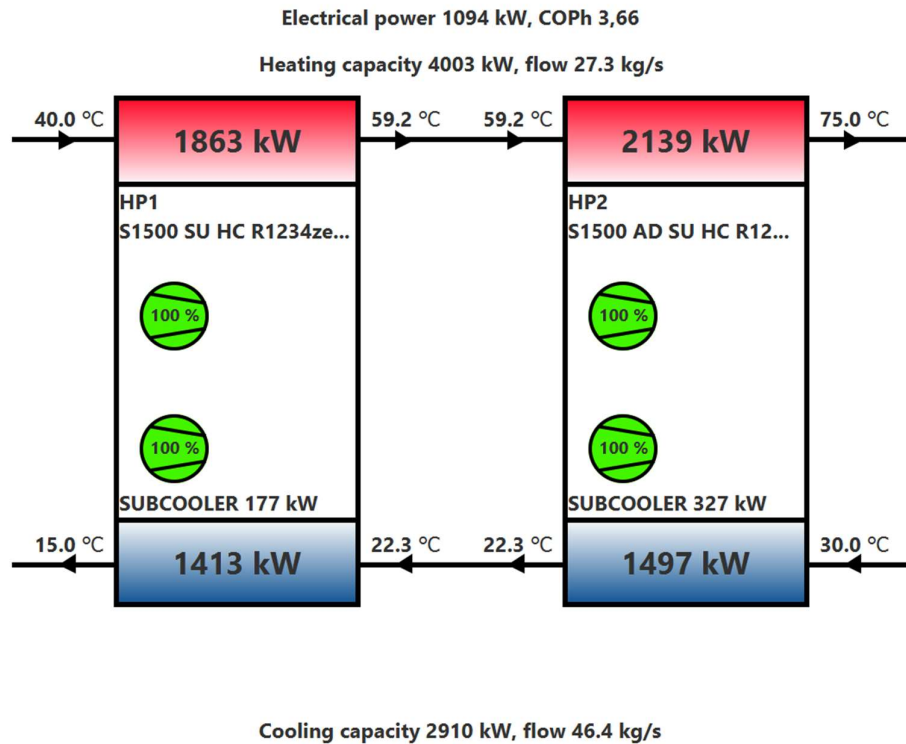 Electrical power 1094 kW, COPh 3,66
Heating capacity 4003 kW, flow 27.3 kg/s
40.0 °C
59.2 °C
59.2 °C
75.0 °C
1863 kW
2139 kW
HP1
S1500 SU HC R1234ze...
HP2
S1500 AD SU HC R12...
100 %
100 %
100 %
100 %
SUBCOOLER 177 kW
SUBCOOLER 327 kW
15.0 °C
22.3 °C
22.3 °C
30.0 °C
1413 kW
1497 kW
Cooling capacity 2910 kW, flow 46.4 kg/s